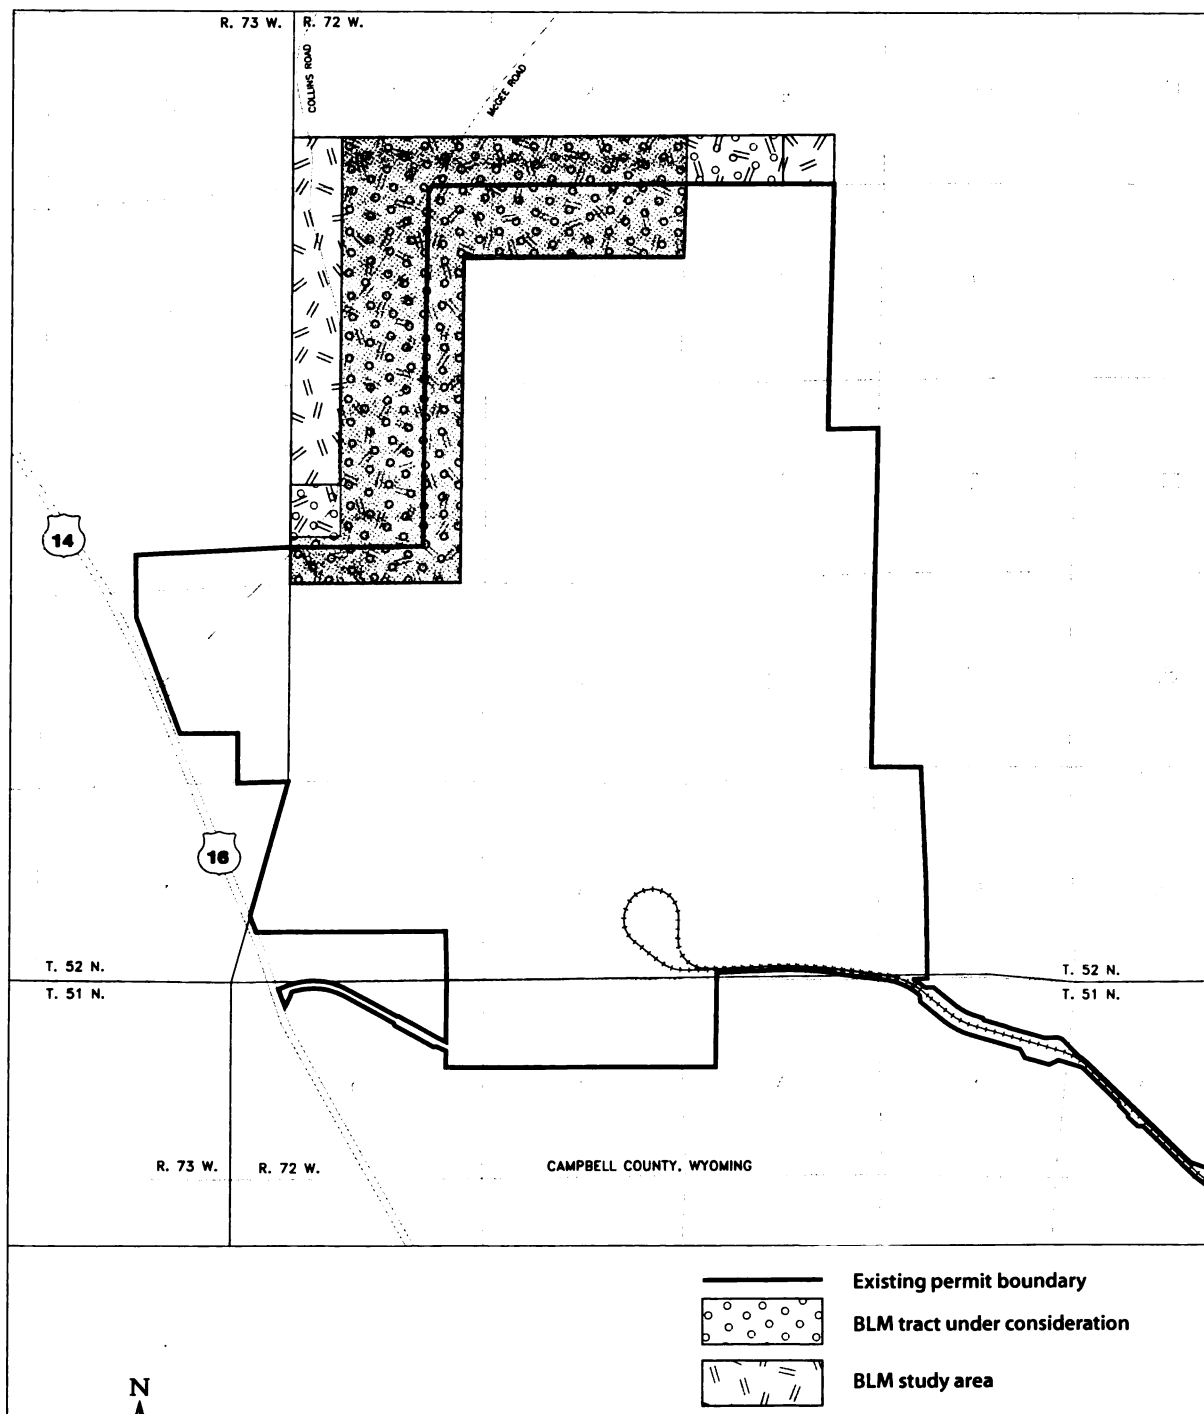 R. 73 W. R. 72 W.
COLLINS ROAD
McGEE ROAD
14
16
T. 52 N. T. 52 N.
T. 51 N. T. 51 N.
R. 73 W. R. 72 W. CAMPBELL COUNTY, WYOMING
Existing permit boundary
BLM tract under consideration
BLM study area
N